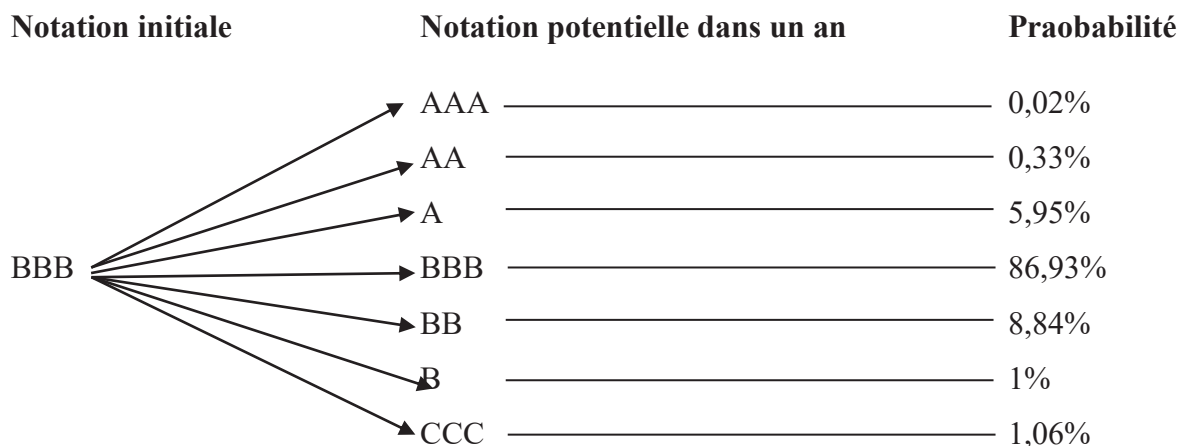 Notation initiale Notation potentielle dans un an Praobabilité
AAA 0,02%
AA 0,33%
A 5,95%
BBB BBB 86,93%
BB 8,84%
B 1%
CCC 1,06%